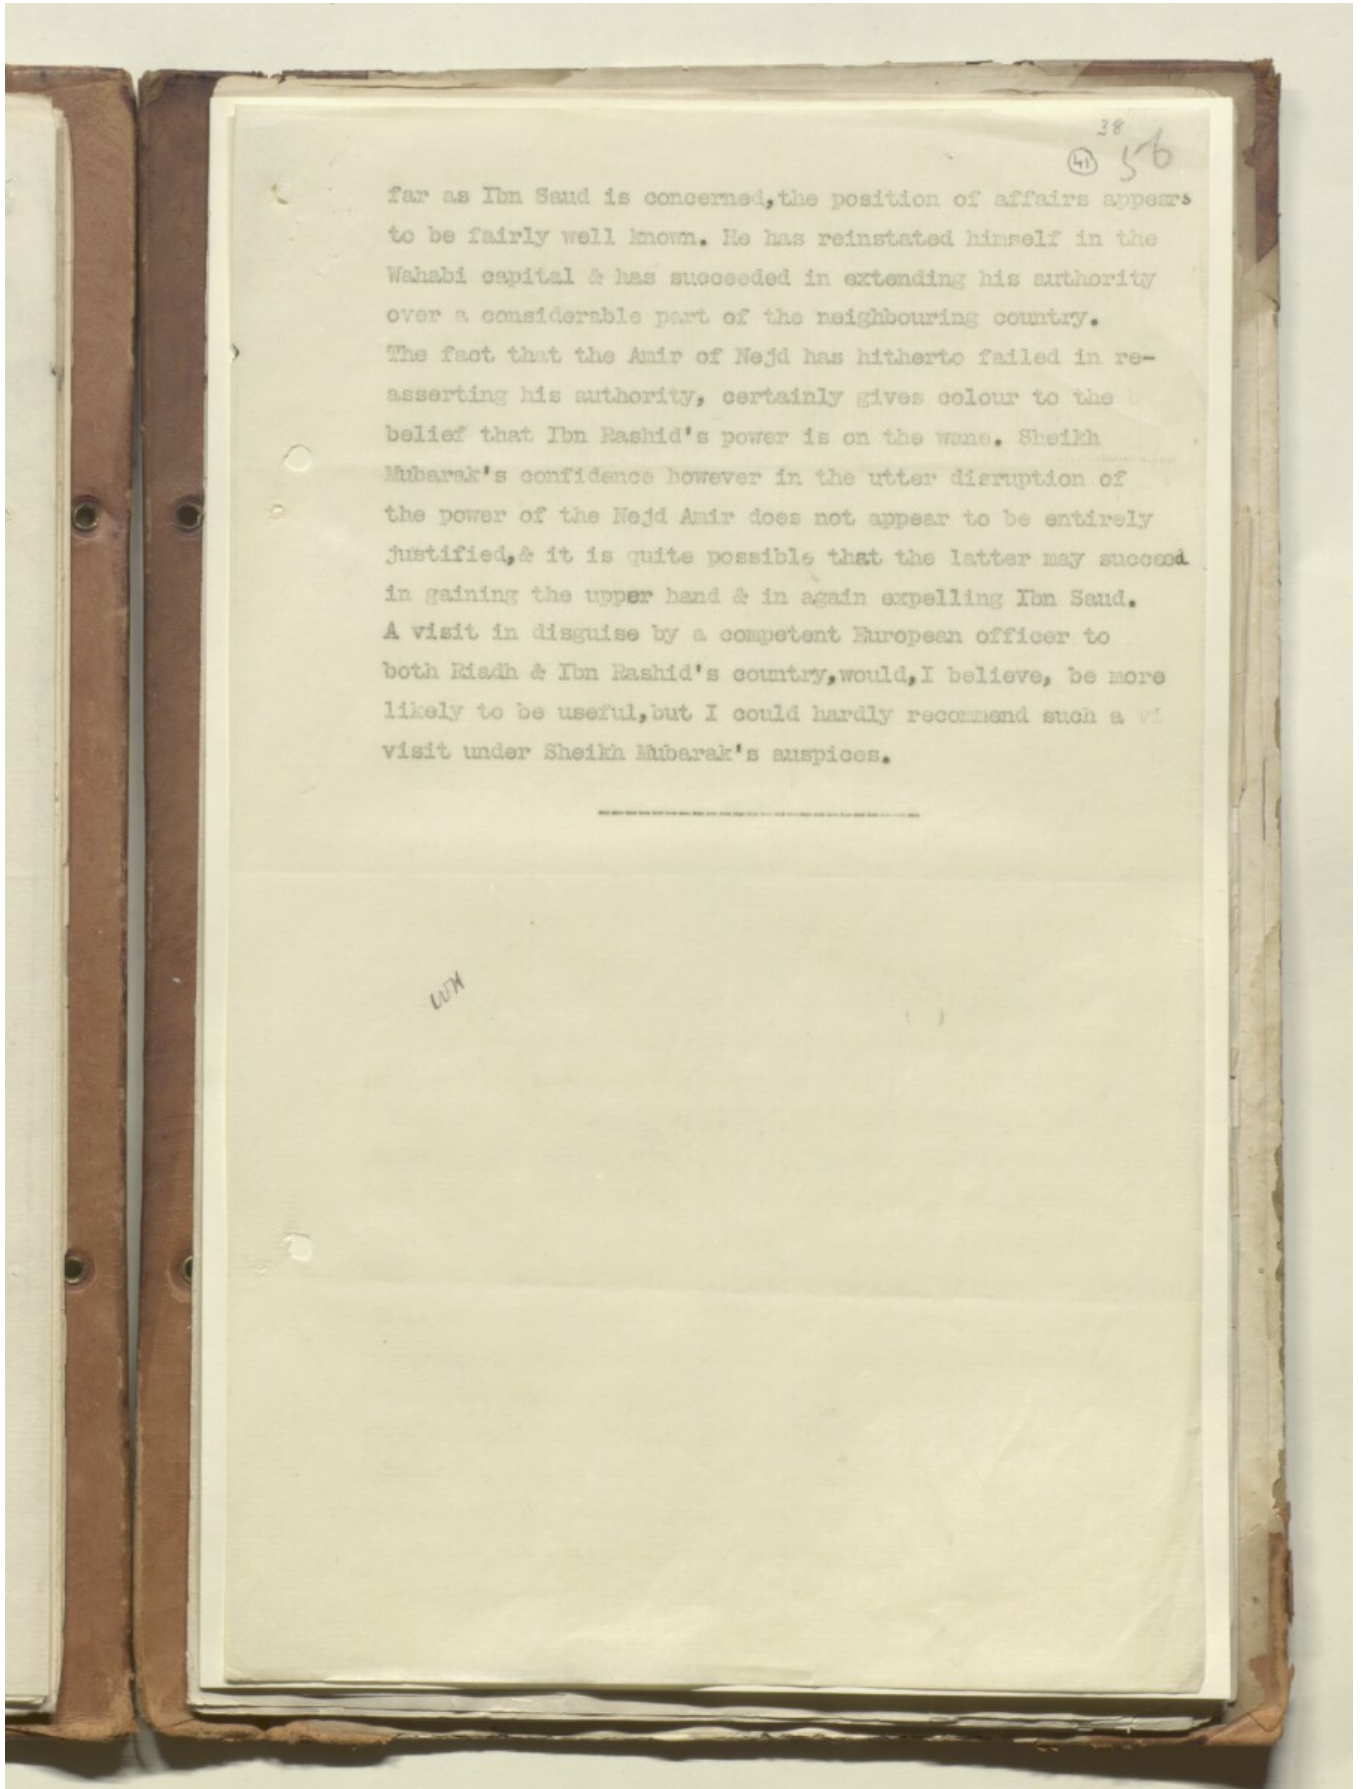 38
41 56
far as Ibn Saud is concerned,the position of affairs appears
to be fairly well known. He has reinstated himself in the
Wahabi capital & has succeeded in extending his authority
over a considerable part of the neighbouring country.
The fact that the Amir of Nejd has hitherto failed in re-
asserting his authority, certainly gives colour to the
belief that Ibn Rashid's power is on the wane. Sheikh
Mubarak's confidence however in the utter disruption of
the power of the Nejd Amir does not appear to be entirely
justified,& it is quite possible that the latter may succeed
in gaining the upper hand & in again expelling Ibn Saud.
A visit in disguise by a competent European officer to
both Riadh & Ibn Rashid's country,would,I believe, be more
likely to be useful,but I could hardly recommend such a vi
visit under Sheikh Mubarak's auspices.
------------------------